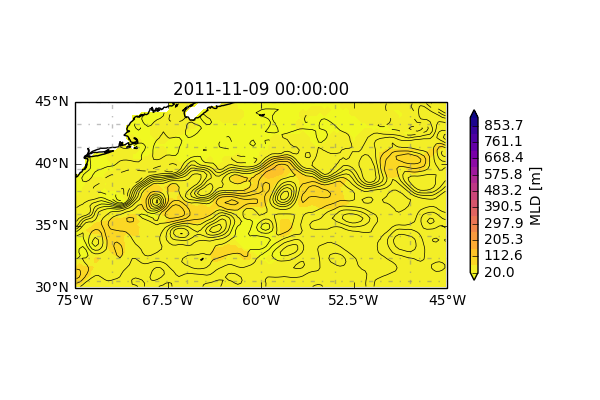 2011-11-09 00:00:00
45°N
40°N
35°N
30°N
75°W
67.5°W
60°W
52.5°W
45°W
853.7
761.1
668.4
575.8
483.2
390.5
297.9
205.3
112.6
20.0
MLD [m]